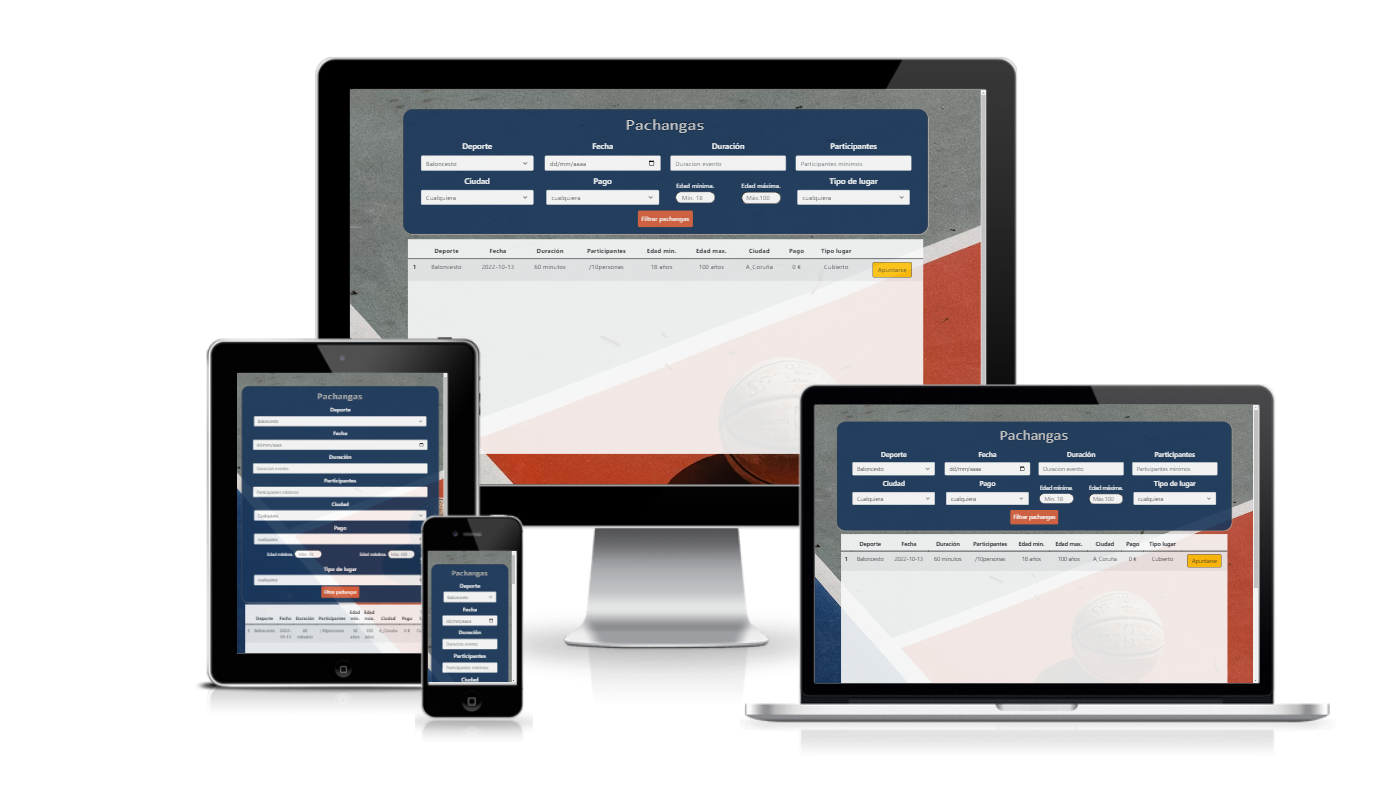 Pachangas
Deporte Fecha Duración Participantes
Baloncesto dd/mm/aaaa Duracion evento Participantes minimos
Ciudad Pago Edad mínima. Edad máxima. Tipo de lugar
Cualquiera cualquiera Min. 18 Máx.100 cualquiera
Filtrar pachangas
Deporte Fecha Duración Participantes Edad min. Edad max. Ciudad Pago Tipo lugar
1 Baloncesto 2022-10-13 60 minutos /10personas 18 años 100 años A_Coruña 0 € Cubierto Apuntarse
Pachangas
Deporte
Baloncesto
Fecha
dd/mm/aaaa
Duración
Duracion evento
Participantes
Participantes minimos
Ciudad
Cualquiera
Pago
cualquiera
Edad mínima. Min. 18 Edad máxima. Máx.100
Tipo de lugar
cualquiera
Filtrar pachangas
Deporte Fecha Duración Participantes Edad min. Edad max. Ciudad Pago
1 Baloncesto 2022-10-13 60 minutos /10personas 18 años 100 años A_Coruña 0 €
Pachangas
Deporte
Baloncesto
Fecha
dd/mm/aaaa
Duración
Duracion evento
Participantes
Participantes minimos
Ciudad
Pachangas
Deporte Fecha Duración Participantes
Baloncesto dd/mm/aaaa Duracion evento Participantes minimos
Ciudad Pago Edad mínima. Edad máxima. Tipo de lugar
Cualquiera cualquiera Min. 18 Máx.100 cualquiera
Filtrar pachangas
Deporte Fecha Duración Participantes Edad min. Edad max. Ciudad Pago Tipo lugar
1 Baloncesto 2022-10-13 60 minutos /10personas 18 años 100 años A_Coruña 0 € Cubierto Apuntarse